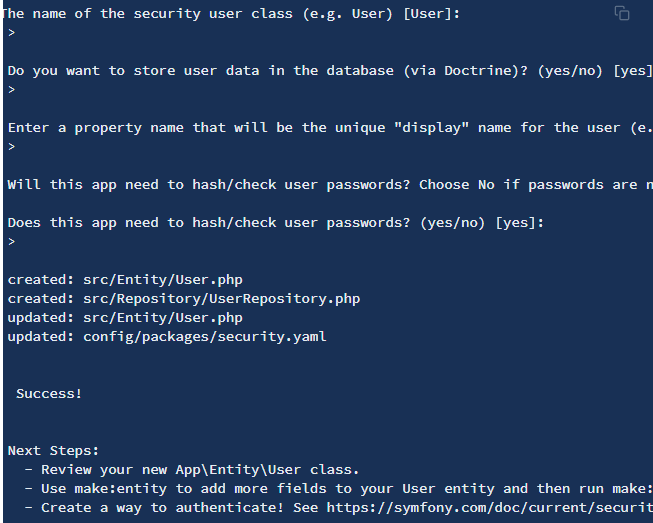 The name of the security user class (e.g. User) [User]:
>
Do you want to store user data in the database (via Doctrine)? (yes/no) [yes]
>
Enter a property name that will be the unique "display" name for the user (e.
>
Will this app need to hash/check user passwords? Choose No if passwords are n
Does this app need to hash/check user passwords? (yes/no) [yes]:
>
created: src/Entity/User.php
created: src/Repository/UserRepository.php
updated: src/Entity/User.php
updated: config/packages/security.yaml
Success!
Next Steps:
- Review your new App\Entity\User class.
- Use make:entity to add more fields to your User entity and then run make:
- Create a way to authenticate! See https://symfony.com/doc/current/securit